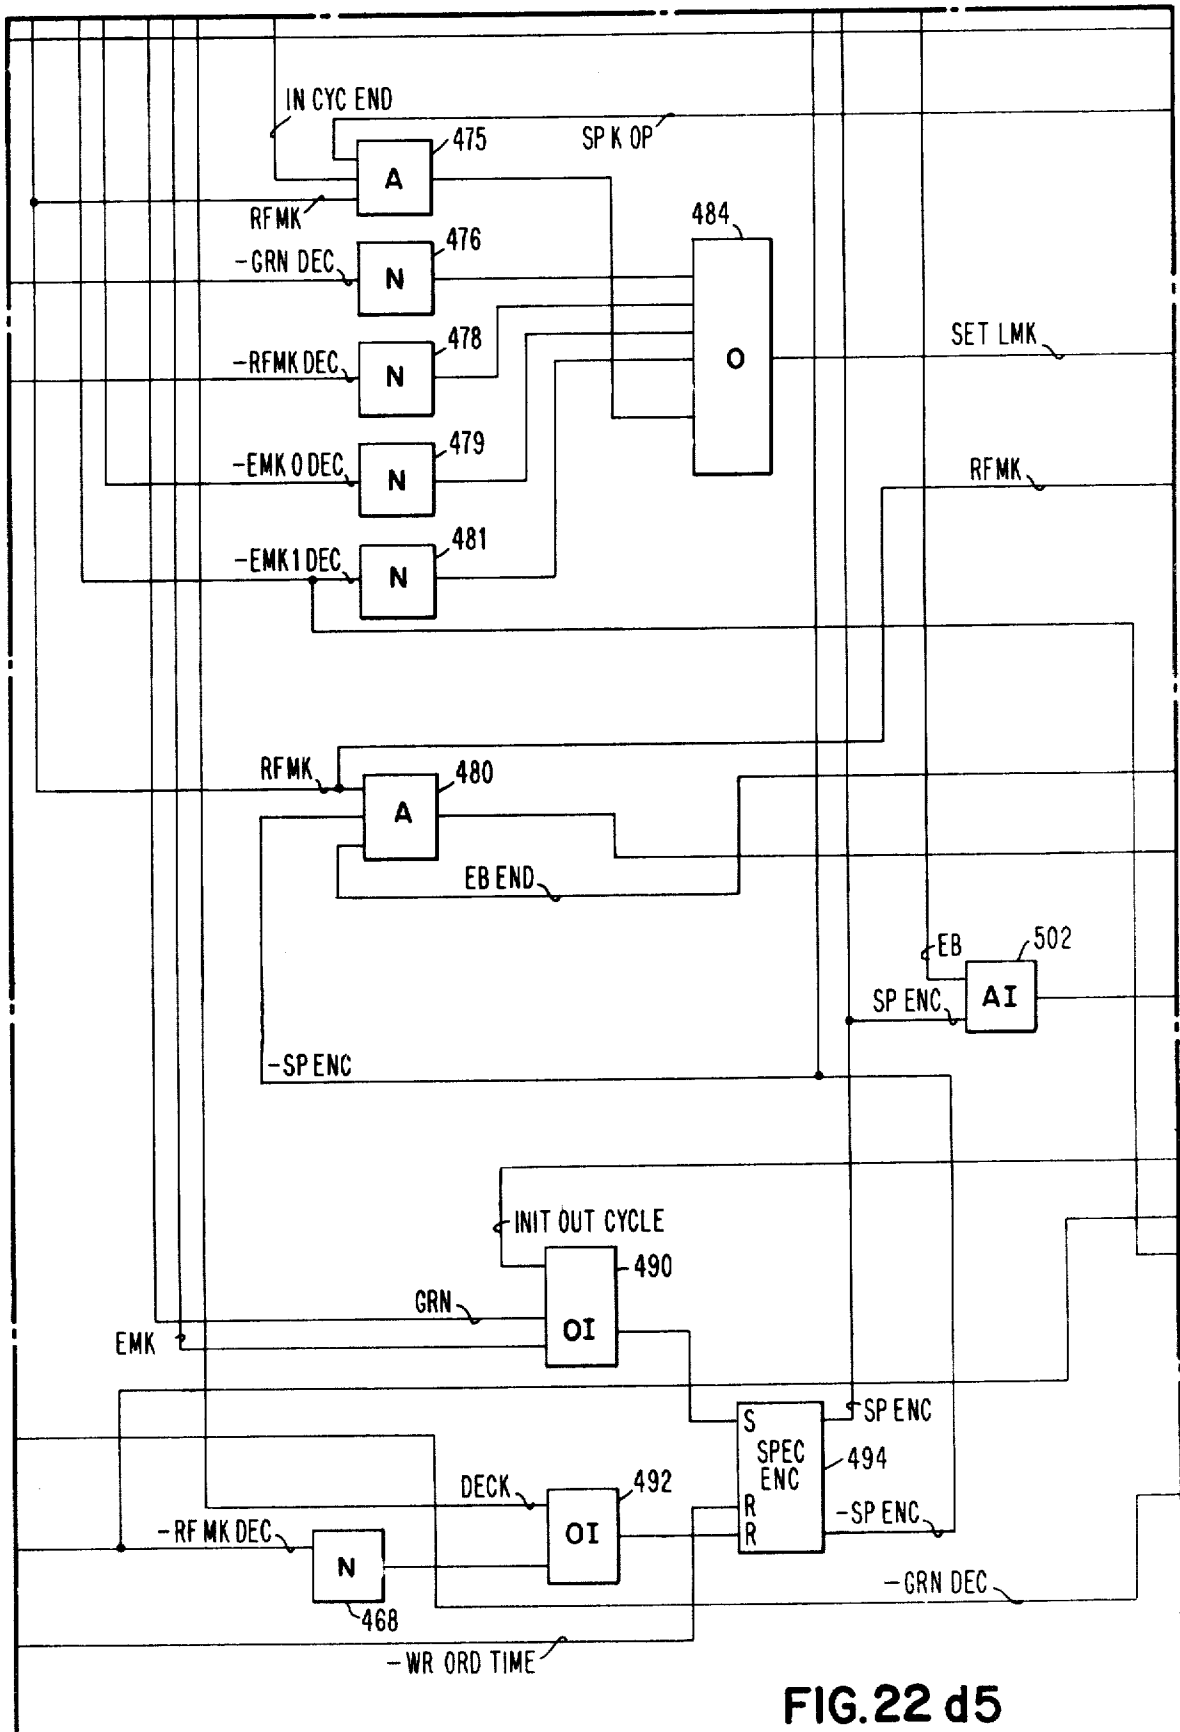 IN CYC END
SP K OP
475
A
RFMK
484
476
-GRN DEC
N
478
SET LMK
-RFMK DEC
N
O
479
-EMK 0 DEC
N
RFMK
481
-EMK 1 DEC
N
RFMK
480
A
EB END
EB
502
SP ENC
AI
-SP ENC
INIT OUT CYCLE
490
GRN
OI
EMK
SP ENC
S
SPEC
ENC
494
DECK
492
R
-SP ENC
OI
R
-RFMK DEC
N
-GRN DEC
468
-WR ORD TIME
FIG. 22 d5